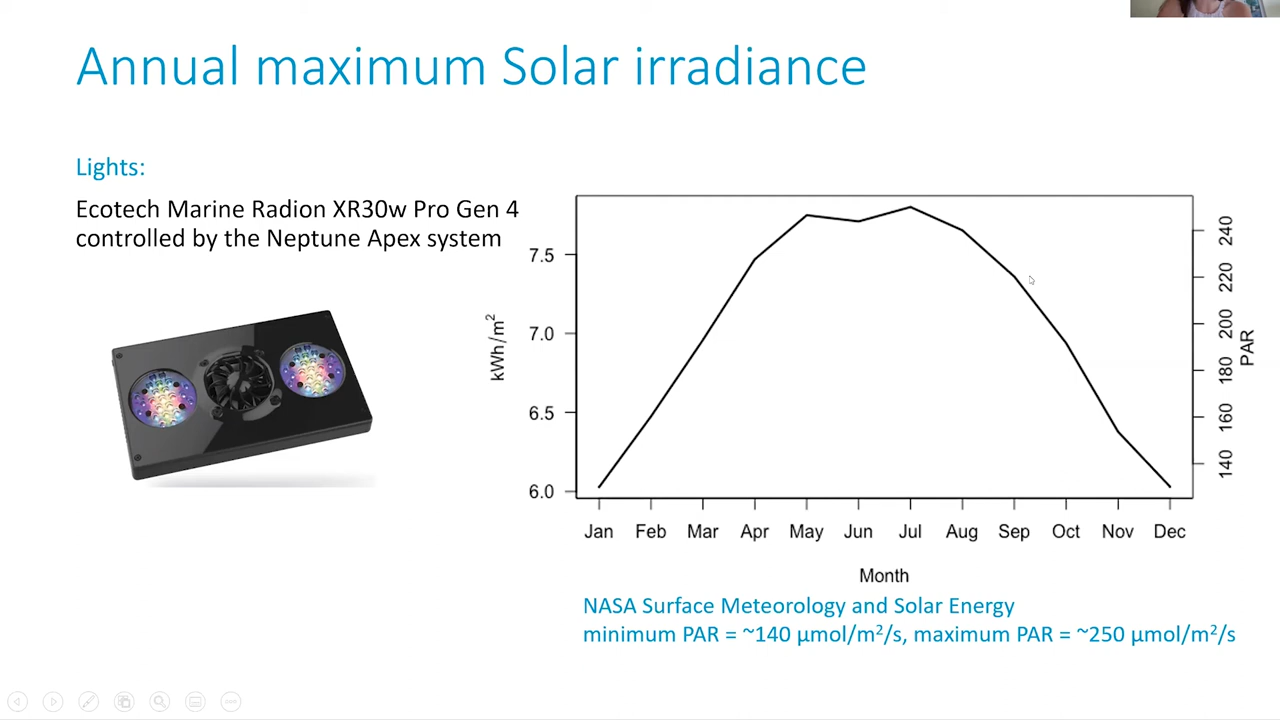 Annual maximum Solar irradiance
Lights:
Ecotech Marine Radion XR30w Pro Gen 4
controlled by the Neptune Apex system
kWh/m²
7.5
7.0
6.5
6.0
240
220
200
180
160
140
PAR
Jan Feb Mar Apr May Jun Jul Aug Sep Oct Nov Dec
Month
NASA Surface Meteorology and Solar Energy
minimum PAR = ~140 µmol/m²/s, maximum PAR = ~250 µmol/m²/s